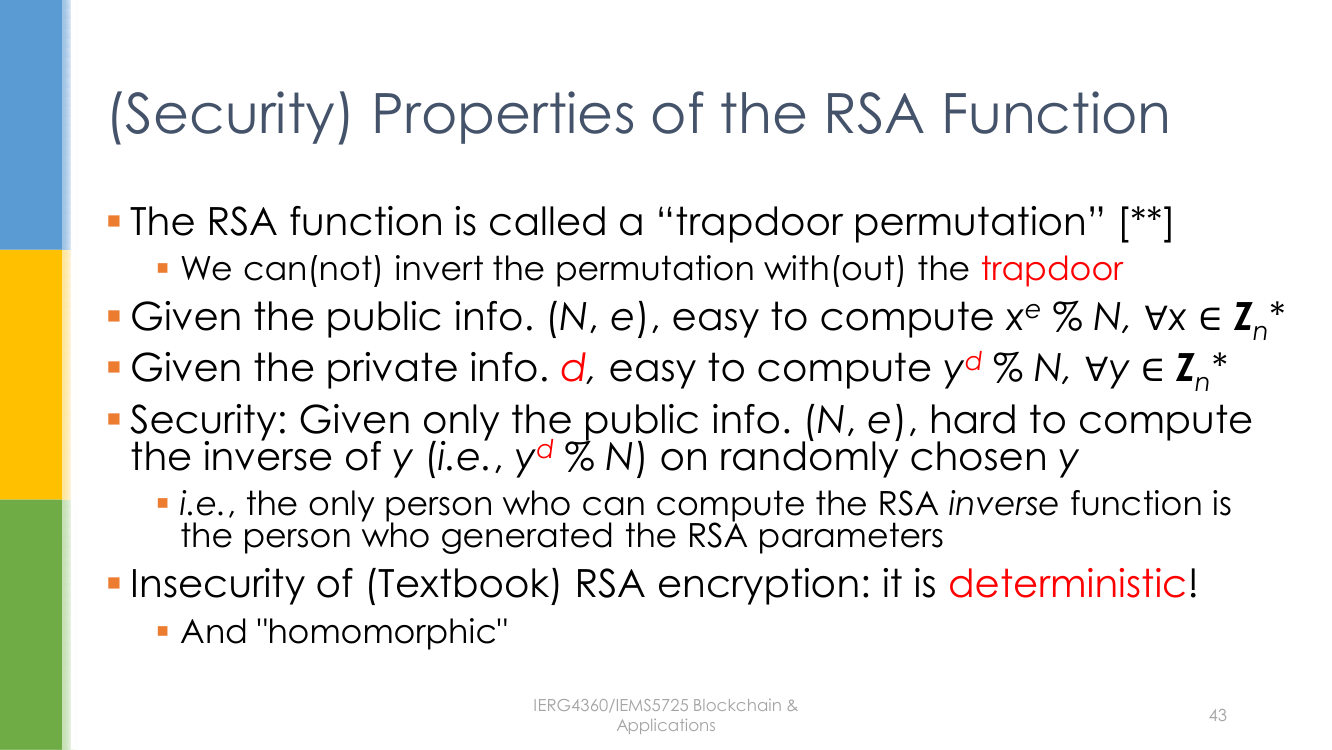 (Security) Properties of the RSA Function
▪ The RSA function is called a “trapdoor permutation” [**]
▪ We can(not) invert the permutation with(out) the trapdoor
▪ Given the public info. (N, e), easy to compute xᵉ % N, ∀x ∈ Zₙ*
▪ Given the private info. d, easy to compute yᵈ % N, ∀y ∈ Zₙ*
▪ Security: Given only the public info. (N, e), hard to compute
the inverse of y (i.e., yᵈ % N) on randomly chosen y
▪ i.e., the only person who can compute the RSA inverse function is
the person who generated the RSA parameters
▪ Insecurity of (Textbook) RSA encryption: it is deterministic!
▪ And "homomorphic"
IERG4360/IEMS5725 Blockchain &
Applications
43